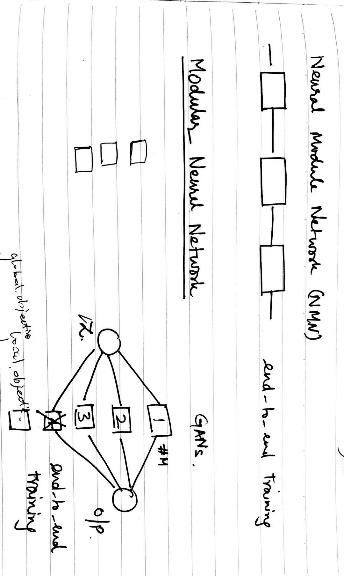 Neural Module Network (NMN)
end-to-end training
Modular Neural Network
GANs.
#M
1
2
3
i/p.
o/p.
end-to-end
training
global objective
local objective